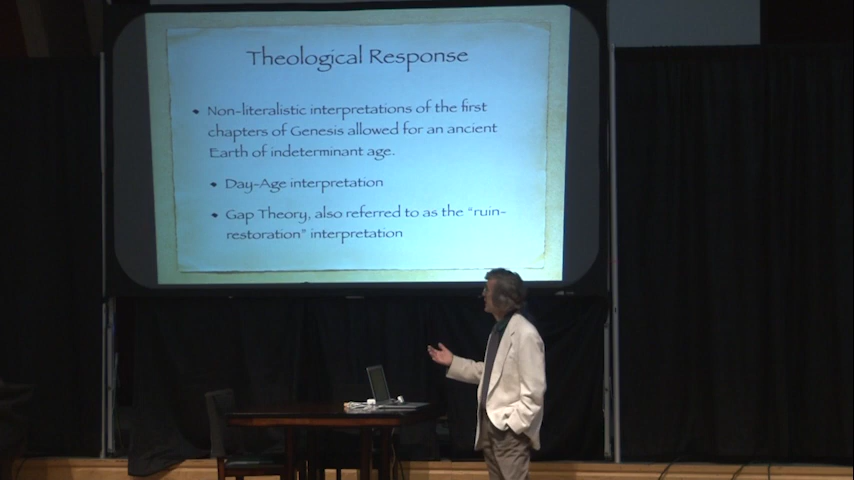 Theological Response
• Non-literalistic interpretations of the first
chapters of Genesis allowed for an ancient
Earth of indeterminant age.
• Day-Age interpretation
• Gap Theory, also referred to as the “ruin-
restoration” interpretation